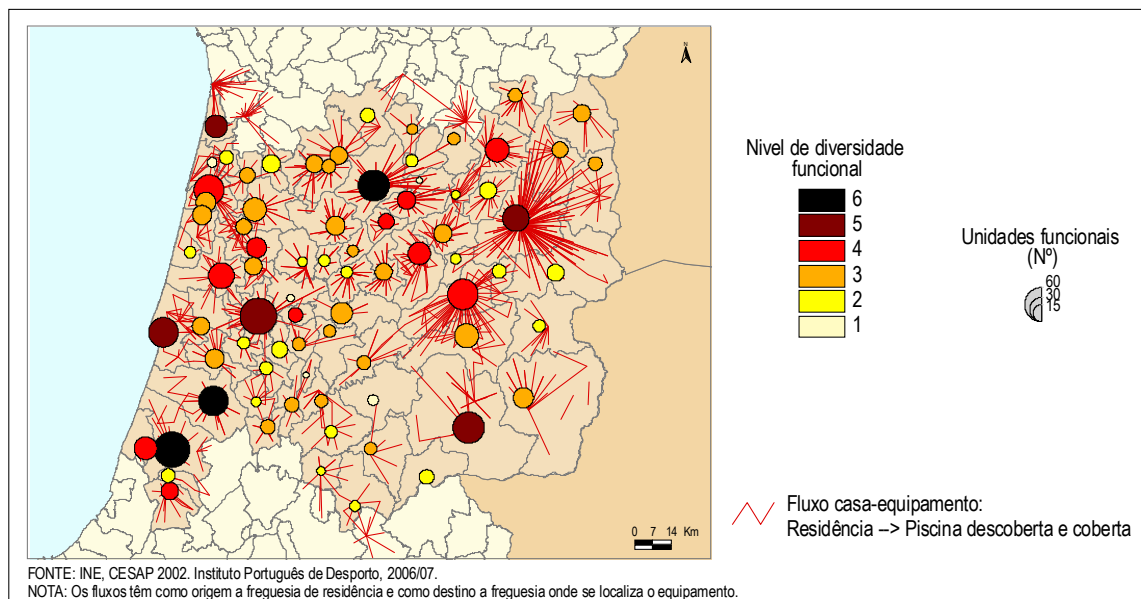 N
Nivel de diversidade
funcional
6
5
4
3
2
1
Unidades funcionais
(Nº)
60
30
15
Fluxo casa-equipamento:
Residência –> Piscina descoberta e coberta
0 7 14 Km
FONTE: INE, CESAP 2002. Instituto Português de Desporto, 2006/07.
NOTA: Os fluxos têm como origem a freguesia de residência e como destino a freguesia onde se localiza o equipamento.